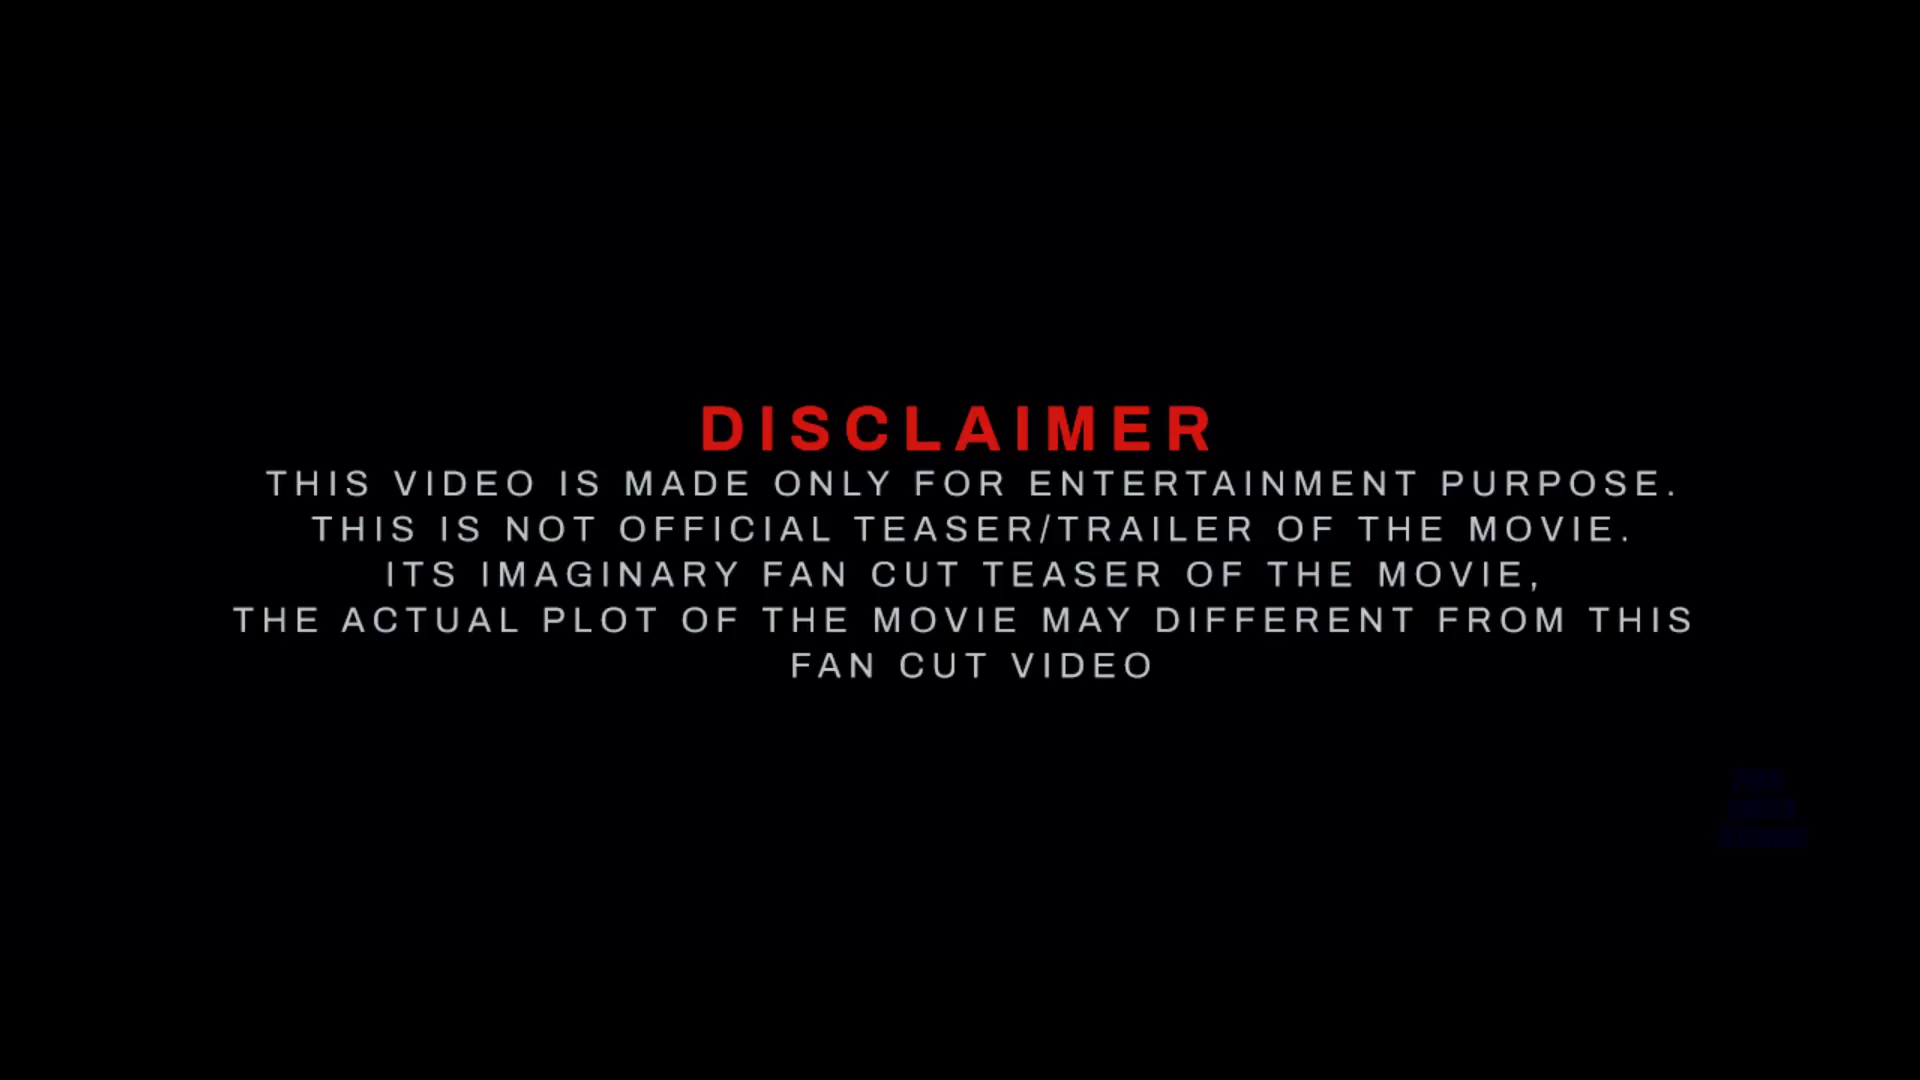 DISCLAIMER
THIS VIDEO IS MADE ONLY FOR ENTERTAINMENT PURPOSE.
THIS IS NOT OFFICIAL TEASER/TRAILER OF THE MOVIE.
ITS IMAGINARY FAN CUT TEASER OF THE MOVIE,
THE ACTUAL PLOT OF THE MOVIE MAY DIFFERENT FROM THIS
FAN CUT VIDEO